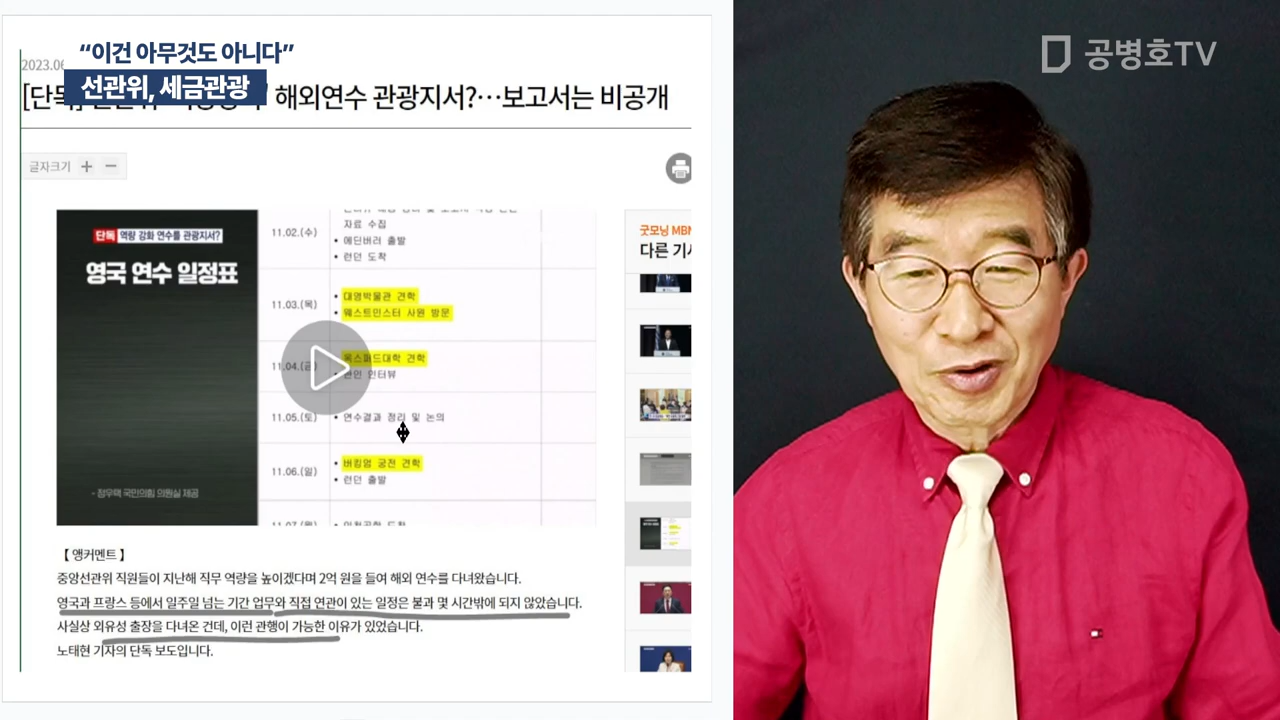 “이건 아무것도 아니다”
선관위, 세금관광
공병호TV
2023.06
[단독] 해외연수 관광지서?…보고서는 비공개
글자크기 + −
단독 역량 강화 연수를 관광지서?
영국 연수 일정표
- 정우택 국민의힘 의원실 제공
자료 수집
11.02.(수)
• 에딘버러 출발
• 런던 도착
11.03.(목)
• 대영박물관 견학
• 웨스트민스터 사원 방문
11.04.(금)
옥스퍼드대학 견학
한인 인터뷰
11.05.(토)
• 연수결과 정리 및 논의
11.06.(일)
• 버킹엄 궁전 견학
• 런던 출발
굿모닝 MBN
다른 기사
【 앵커멘트 】
중앙선관위 직원들이 지난해 직무 역량을 높이겠다며 2억 원을 들여 해외 연수를 다녀왔습니다.
영국과 프랑스 등에서 일주일 넘는 기간 업무와 직접 연관이 있는 일정은 불과 몇 시간밖에 되지 않았습니다.
사실상 외유성 출장을 다녀온 건데, 이런 관행이 가능한 이유가 있었습니다.
노태현 기자의 단독 보도입니다.